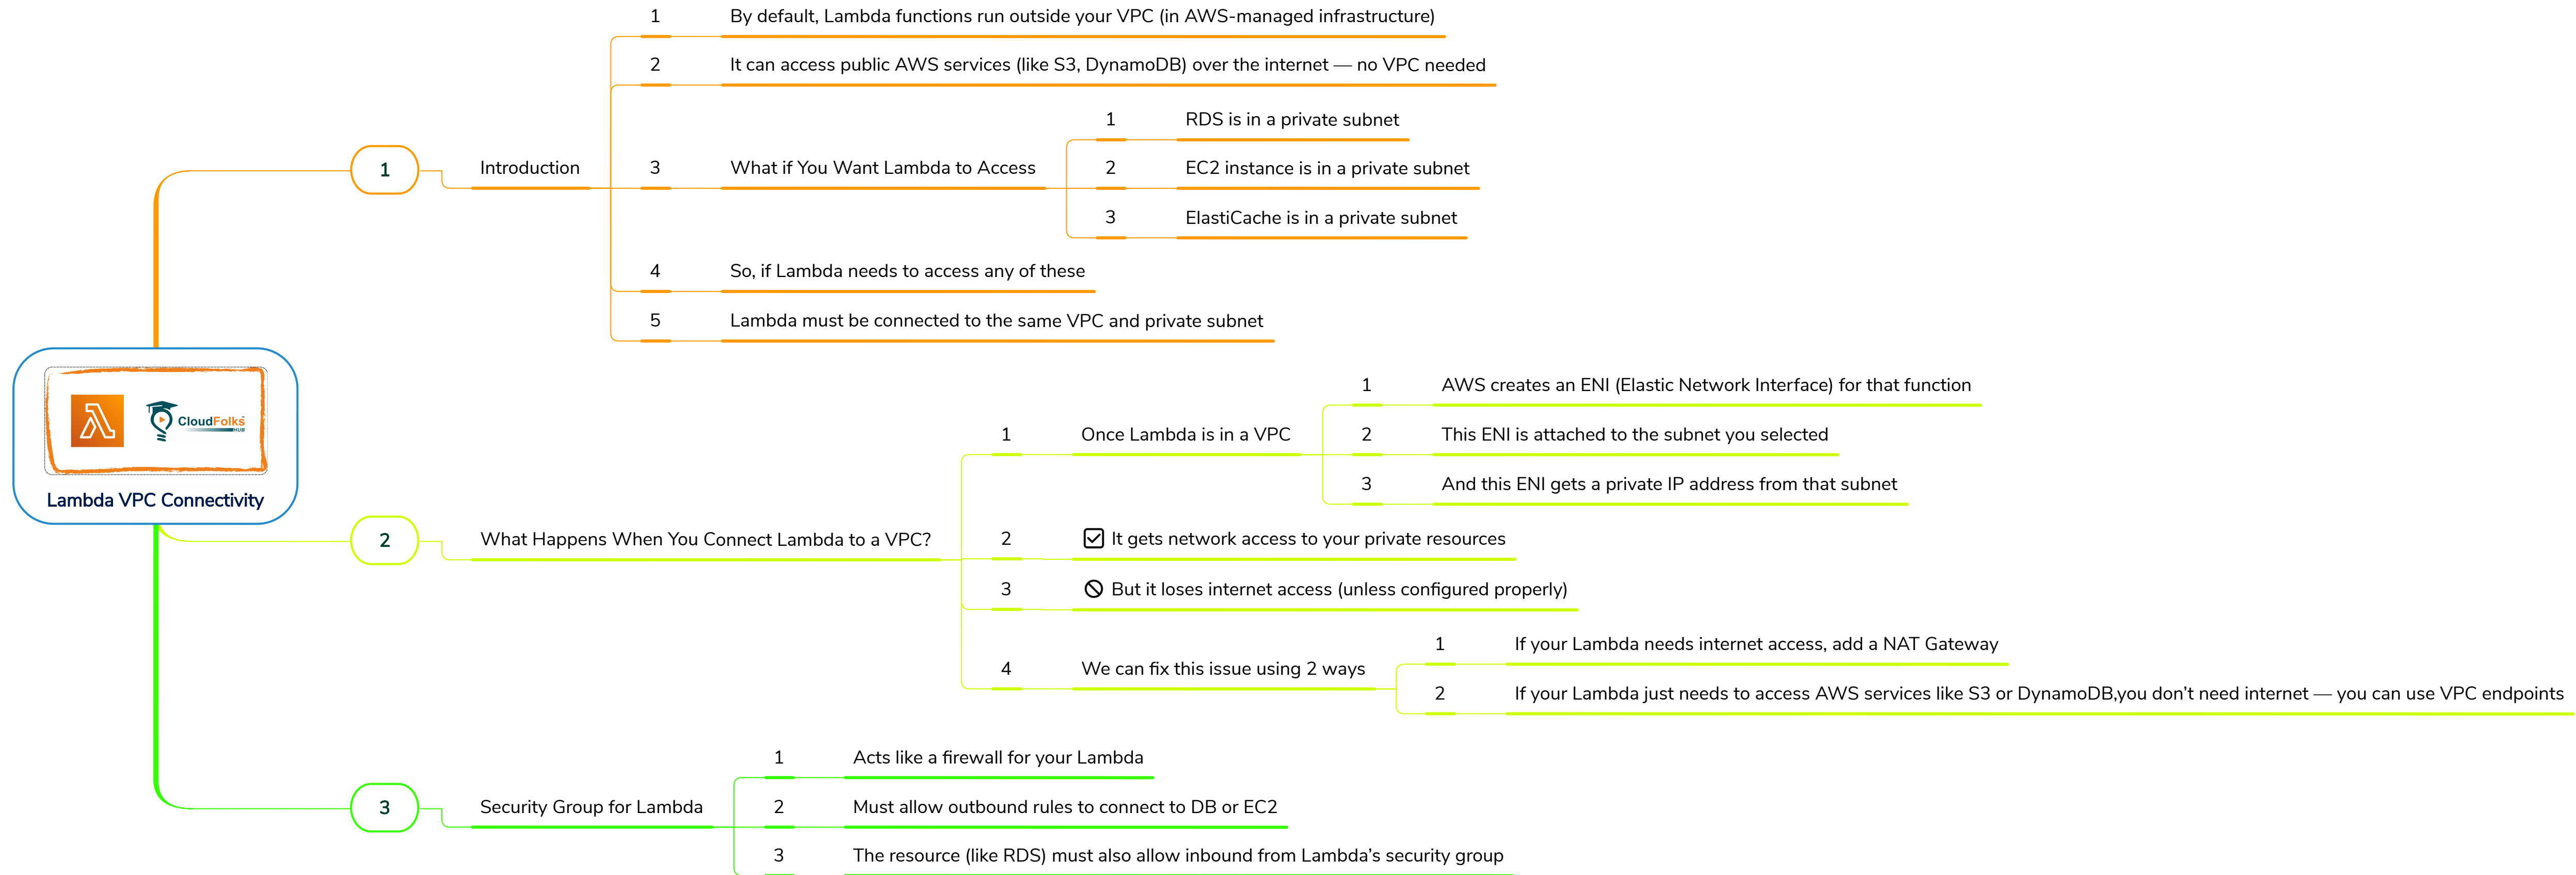 1 By default, Lambda functions run outside your VPC (in AWS-managed infrastructure)
2 It can access public AWS services (like S3, DynamoDB) over the internet — no VPC needed
1 Introduction
3 What if You Want Lambda to Access
1 RDS is in a private subnet
2 EC2 instance is in a private subnet
3 ElastiCache is in a private subnet
4 So, if Lambda needs to access any of these
5 Lambda must be connected to the same VPC and private subnet
CloudFolks
HUB
Lambda VPC Connectivity
2 What Happens When You Connect Lambda to a VPC?
1 Once Lambda is in a VPC
1 AWS creates an ENI (Elastic Network Interface) for that function
2 This ENI is attached to the subnet you selected
3 And this ENI gets a private IP address from that subnet
2 It gets network access to your private resources
3 But it loses internet access (unless configured properly)
4 We can fix this issue using 2 ways
1 If your Lambda needs internet access, add a NAT Gateway
2 If your Lambda just needs to access AWS services like S3 or DynamoDB,you don't need internet — you can use VPC endpoints
3 Security Group for Lambda
1 Acts like a firewall for your Lambda
2 Must allow outbound rules to connect to DB or EC2
3 The resource (like RDS) must also allow inbound from Lambda's security group